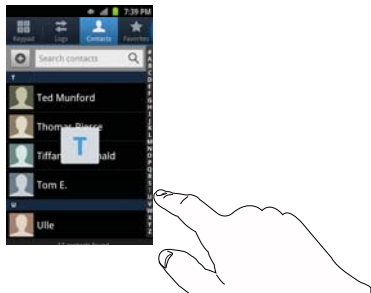 7:39 PM
Keypad Logs Contacts Favorites
Search contacts
T
Ted Munford
Thomas Pierce
T
Tom E.
U
Ulle
#
A
B
C
D
E
F
G
H
I
J
K
L
M
N
O
P
Q
R
S
T
U
V
W
X
Y
Z